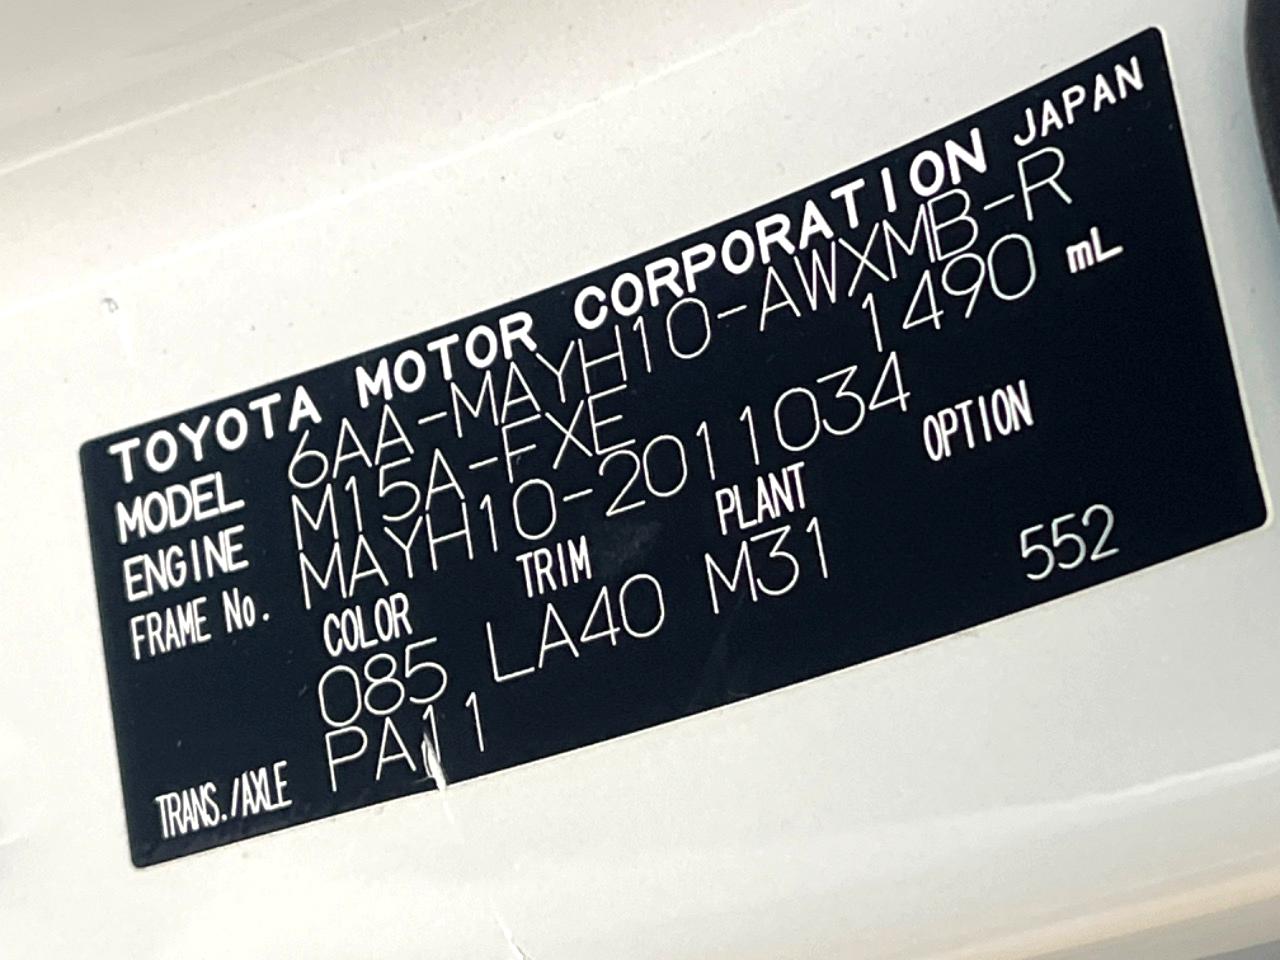 TOYOTA MOTOR CORPORATION JAPAN
MODEL 6AA-MAYH10-AWXMB-R
ENGINE M15A-FXE 1490 mL
FRAME No. MAYH10-2011034
COLOR TRIM PLANT OPTION
085 LA40 M31 552
TRANS./AXLE PA11